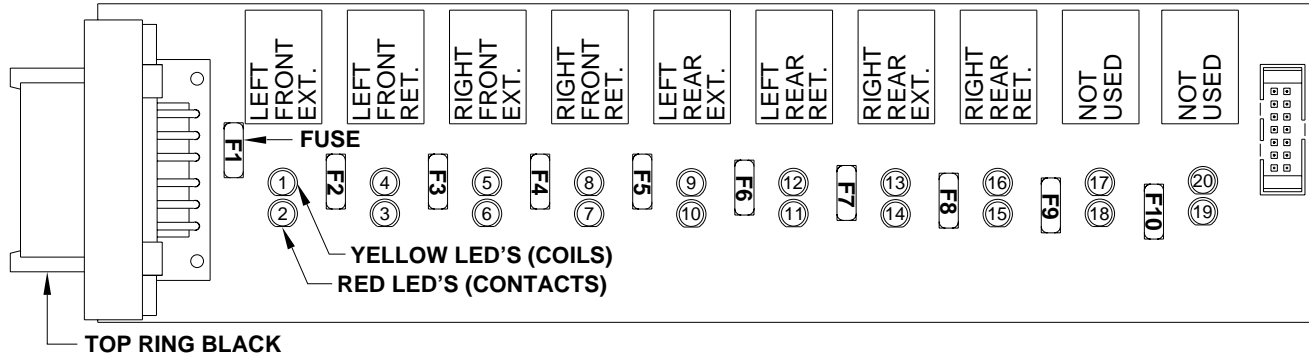 LEFT
FRONT
EXT.
LEFT
FRONT
RET.
RIGHT
FRONT
EXT.
RIGHT
FRONT
RET.
LEFT
REAR
EXT.
LEFT
REAR
RET.
RIGHT
REAR
EXT.
RIGHT
REAR
RET.
NOT
USED
NOT
USED
F1
FUSE
F2
F3
F4
F5
F6
F7
F8
F9
F10
1
4
5
8
9
12
13
16
17
20
2
3
6
7
10
11
14
15
18
19
YELLOW LED'S (COILS)
RED LED'S (CONTACTS)
TOP RING BLACK